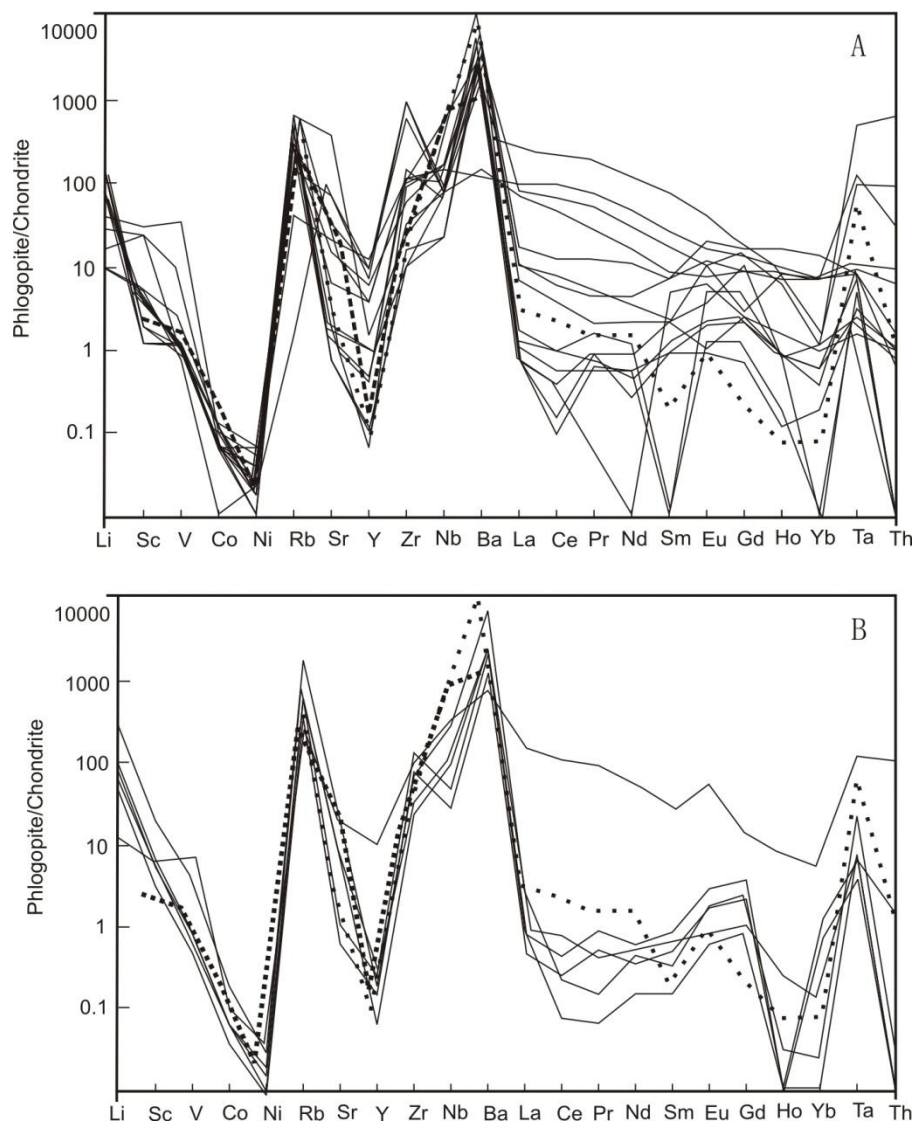 A
10000
1000
100
10
1
0.1
Phlogopite/Chondrite
Li Sc V Co Ni Rb Sr Y Zr Nb Ba La Ce Pr Nd Sm Eu Gd Ho Yb Ta Th
B
10000
1000
100
10
1
0.1
Phlogopite/Chondrite
Li Sc V Co Ni Rb Sr Y Zr Nb Ba La Ce Pr Nd Sm Eu Gd Ho Yb Ta Th